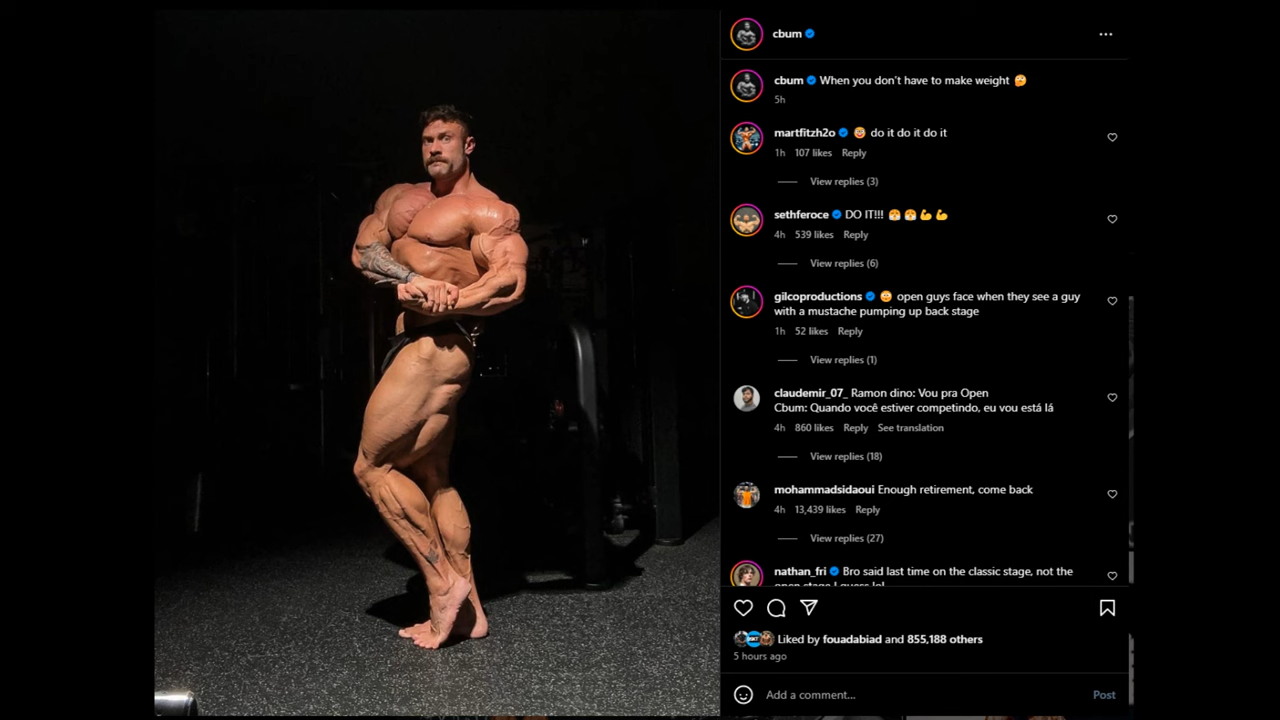 cbum
cbum When you don't have to make weight 🫣
5h
martfitzh2o 🤡 do it do it do it
1h 107 likes Reply
View replies (3)
sethferoce DO IT!!! 😤😤💪💪
4h 539 likes Reply
View replies (6)
gilcoproductions 😳 open guys face when they see a guy
with a mustache pumping up back stage
1h 52 likes Reply
View replies (1)
claudemir_07_ Ramon dino: Vou pra Open
Cbum: Quando você estiver competindo, eu vou está lá
4h 860 likes Reply See translation
View replies (18)
mohammadsidaoui Enough retirement, come back
4h 13,439 likes Reply
View replies (27)
nathan_fri Bro said last time on the classic stage, not the
open stage I guess lol
Liked by fouadabiad and 855,188 others
5 hours ago
Add a comment...
Post